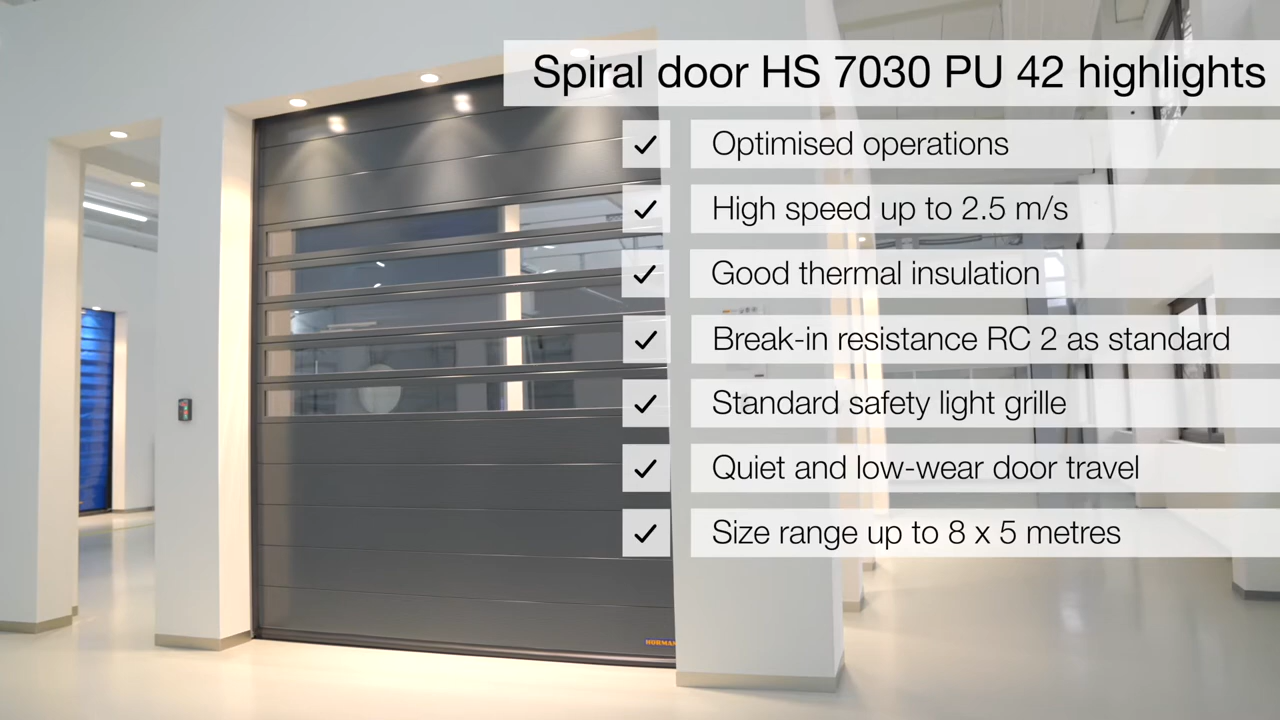 Spiral door HS 7030 PU 42 highlights
Optimised operations
High speed up to 2.5 m/s
Good thermal insulation
Break-in resistance RC 2 as standard
Standard safety light grille
Quiet and low-wear door travel
Size range up to 8 x 5 metres